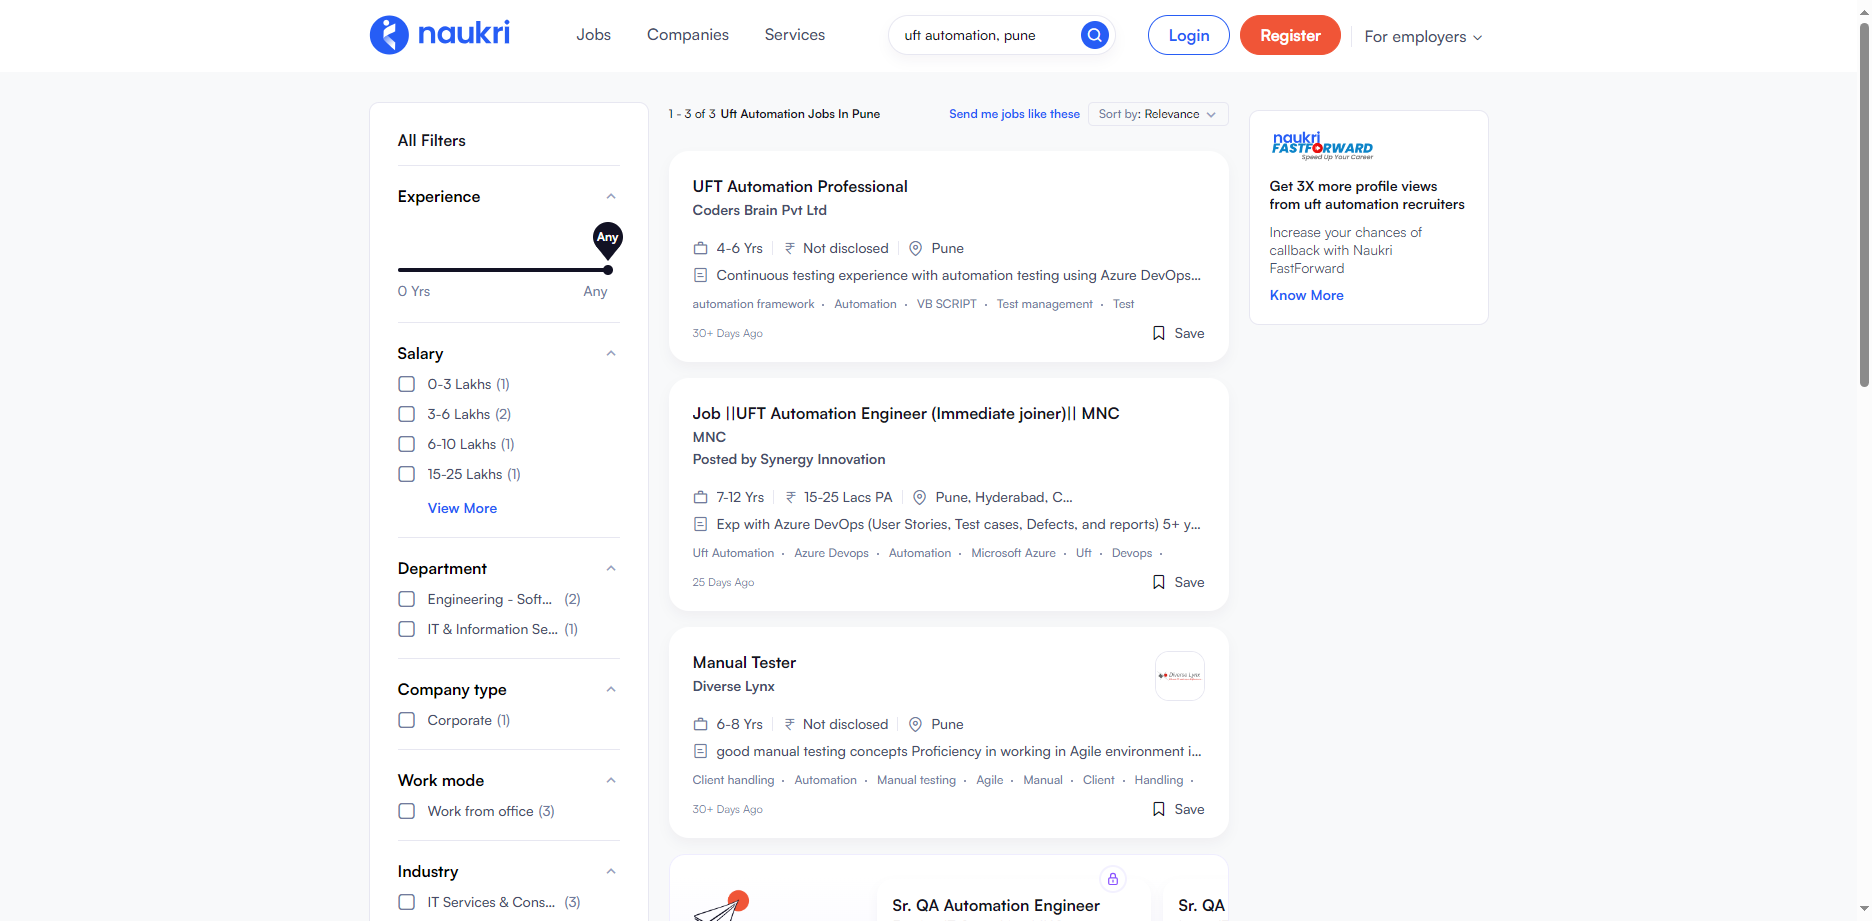 naukri
Jobs
Companies
Services
uft automation, pune
Login
Register
For employers
All Filters
Experience
Any
0 Yrs
Any
Salary
0-3 Lakhs (1)
3-6 Lakhs (2)
6-10 Lakhs (1)
15-25 Lakhs (1)
View More
Department
Engineering - Soft... (2)
IT & Information Se... (1)
Company type
Corporate (1)
Work mode
Work from office (3)
Industry
IT Services & Cons... (3)
1 - 3 of 3 Uft Automation Jobs In Pune
Send me jobs like these
Sort by: Relevance
UFT Automation Professional
Coders Brain Pvt Ltd
4-6 Yrs
₹ Not disclosed
Pune
Continuous testing experience with automation testing using Azure DevOps...
automation framework · Automation · VB SCRIPT · Test management · Test
30+ Days Ago
Save
Job ||UFT Automation Engineer (Immediate joiner)|| MNC
MNC
Posted by Synergy Innovation
7-12 Yrs
₹ 15-25 Lacs PA
Pune, Hyderabad, C...
Exp with Azure DevOps (User Stories, Test cases, Defects, and reports) 5+ y...
Uft Automation · Azure Devops · Automation · Microsoft Azure · Uft · Devops ·
25 Days Ago
Save
Manual Tester
Diverse Lynx
Diverse Lynx
6-8 Yrs
₹ Not disclosed
Pune
good manual testing concepts Proficiency in working in Agile environment i...
Client handling · Automation · Manual testing · Agile · Manual · Client · Handling ·
30+ Days Ago
Save
Sr. QA Automation Engineer
Sr. QA
naukri
FASTFORWARD
Speed Up Your Career
Get 3X more profile views
from uft automation recruiters
Increase your chances of
callback with Naukri
FastForward
Know More